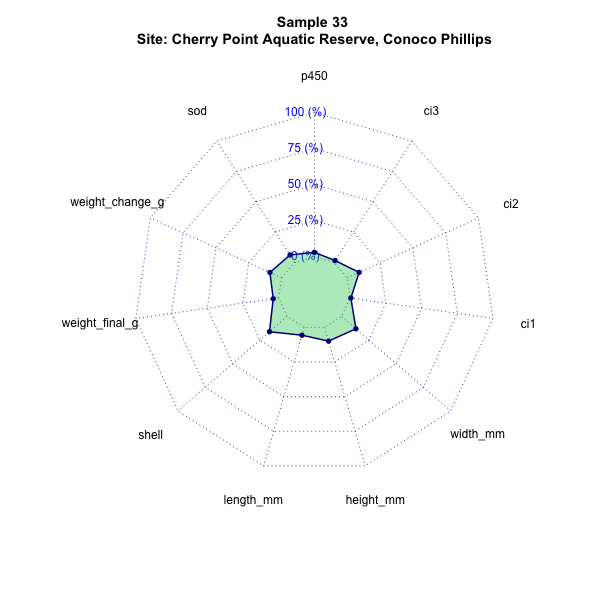 Sample 33
Site: Cherry Point Aquatic Reserve, Conoco Phillips
p450
sod
ci3
100 (%)
75 (%)
weight_change_g
ci2
50 (%)
25 (%)
0 (%)
weight_final_g
ci1
shell
width_mm
length_mm
height_mm